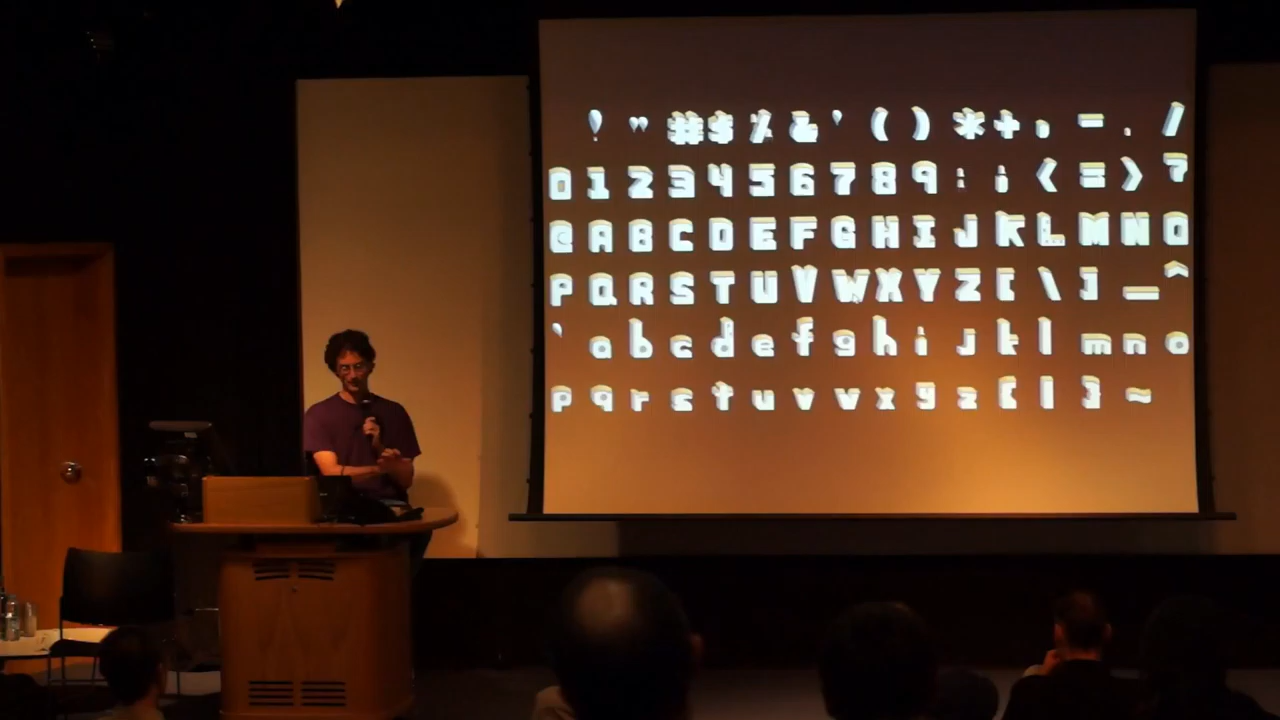 ! " # $ % & ' ( ) * + , - . /
0 1 2 3 4 5 6 7 8 9 : ; < = > ?
@ A B C D E F G H I J K L M N O
P Q R S T U V W X Y Z [ \ ] _ ^
` a b c d e f g h i j k l m n o
p q r s t u v v x y z [ | ] ~